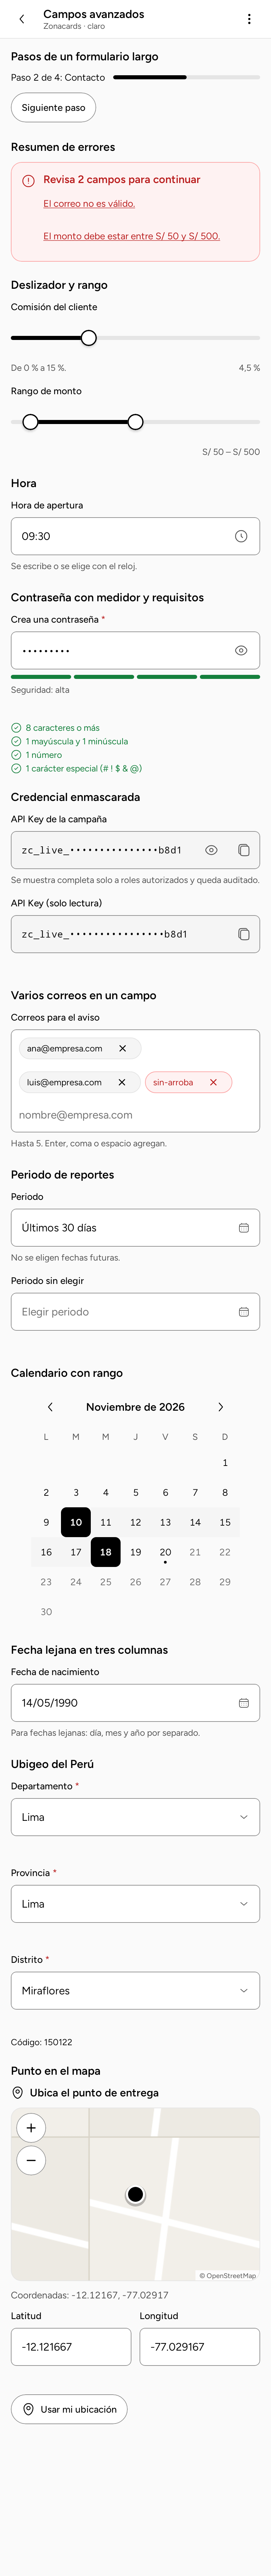 Campos avanzados
Zonacards · claro
Pasos de un formulario largo
Paso 2 de 4: Contacto
Siguiente paso
Resumen de errores
Revisa 2 campos para continuar
El correo no es válido.
El monto debe estar entre S/ 50 y S/ 500.
Deslizador y rango
Comisión del cliente
De 0 % a 15 %. 4,5 %
Rango de monto
S/ 50 – S/ 500
Hora
Hora de apertura
09:30
Se escribe o se elige con el reloj.
Contraseña con medidor y requisitos
Crea una contraseña *
•••••••••
Seguridad: alta
8 caracteres o más
1 mayúscula y 1 minúscula
1 número
1 carácter especial (# ! $ & @)
Credencial enmascarada
API Key de la campaña
zc_live_••••••••••••••••b8d1
Se muestra completa solo a roles autorizados y queda auditado.
API Key (solo lectura)
zc_live_••••••••••••••••b8d1
Varios correos en un campo
Correos para el aviso
ana@empresa.com
luis@empresa.com sin-arroba
nombre@empresa.com
Hasta 5. Enter, coma o espacio agregan.
Periodo de reportes
Periodo
Últimos 30 días
No se eligen fechas futuras.
Periodo sin elegir
Elegir periodo
Calendario con rango
Noviembre de 2026
L M M J V S D
1
2 3 4 5 6 7 8
9 10 11 12 13 14 15
16 17 18 19 20 21 22
23 24 25 26 27 28 29
30
Fecha lejana en tres columnas
Fecha de nacimiento
14/05/1990
Para fechas lejanas: día, mes y año por separado.
Ubigeo del Perú
Departamento *
Lima
Provincia *
Lima
Distrito *
Miraflores
Código: 150122
Punto en el mapa
Ubica el punto de entrega
+
−
© OpenStreetMap
Coordenadas: -12.12167, -77.02917
Latitud Longitud
-12.121667 -77.029167
Usar mi ubicación